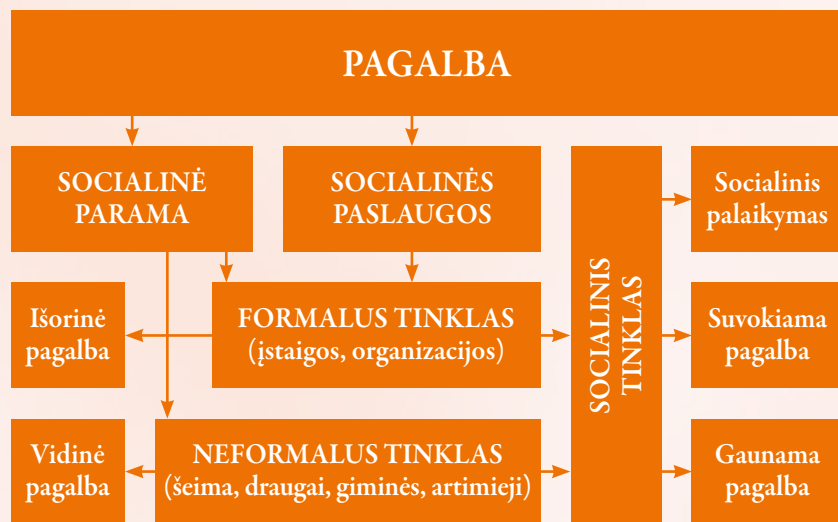 PAGALBA
SOCIALINĖ
PARAMA
SOCIALINĖS
PASLAUGOS
SOCIALINIS
TINKLAS
Socialinis
palaikymas
Išorinė
pagalba
FORMALUS TINKLAS
(įstaigos, organizacijos)
Suvokiama
pagalba
Vidinė
pagalba
NEFORMALUS TINKLAS
(šeima, draugai, giminės, artimieji)
Gaunama
pagalba